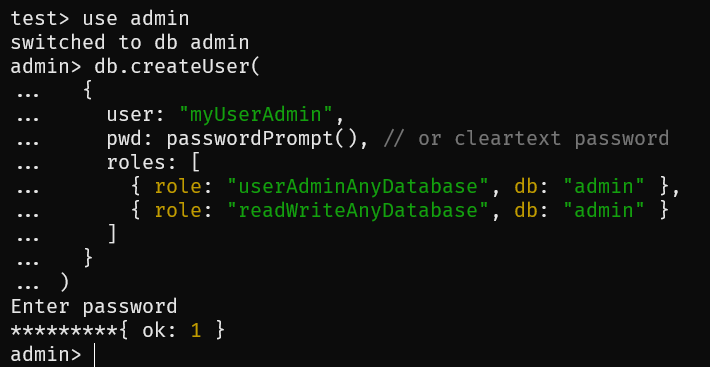 test> use admin
switched to db admin
admin> db.createUser(
...   {
...     user: "myUserAdmin",
...     pwd: passwordPrompt(), // or cleartext password
...     roles: [
...       { role: "userAdminAnyDatabase", db: "admin" },
...       { role: "readWriteAnyDatabase", db: "admin" }
...     ]
...   }
... )
Enter password
*********{ ok: 1 }
admin>